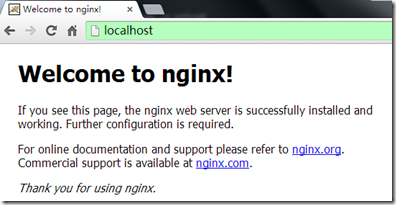 Welcome to nginx!
localhost
Welcome to nginx!
If you see this page, the nginx web server is successfully installed and
working. Further configuration is required.
For online documentation and support please refer to nginx.org.
Commercial support is available at nginx.com.
Thank you for using nginx.